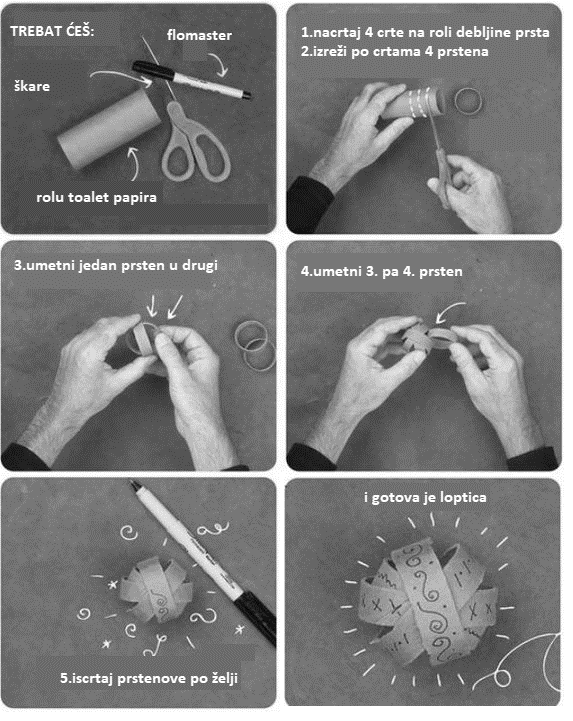 TREBAT ĆEŠ:
flomaster
škare
rolu toalet papira
1.nacrtaj 4 crte na roli debljine prsta
2.izreži po crtama 4 prstena
3.umetni jedan prsten u drugi
4.umetni 3. pa 4. prsten
5.iscrtaj prstenove po želji
i gotova je loptica